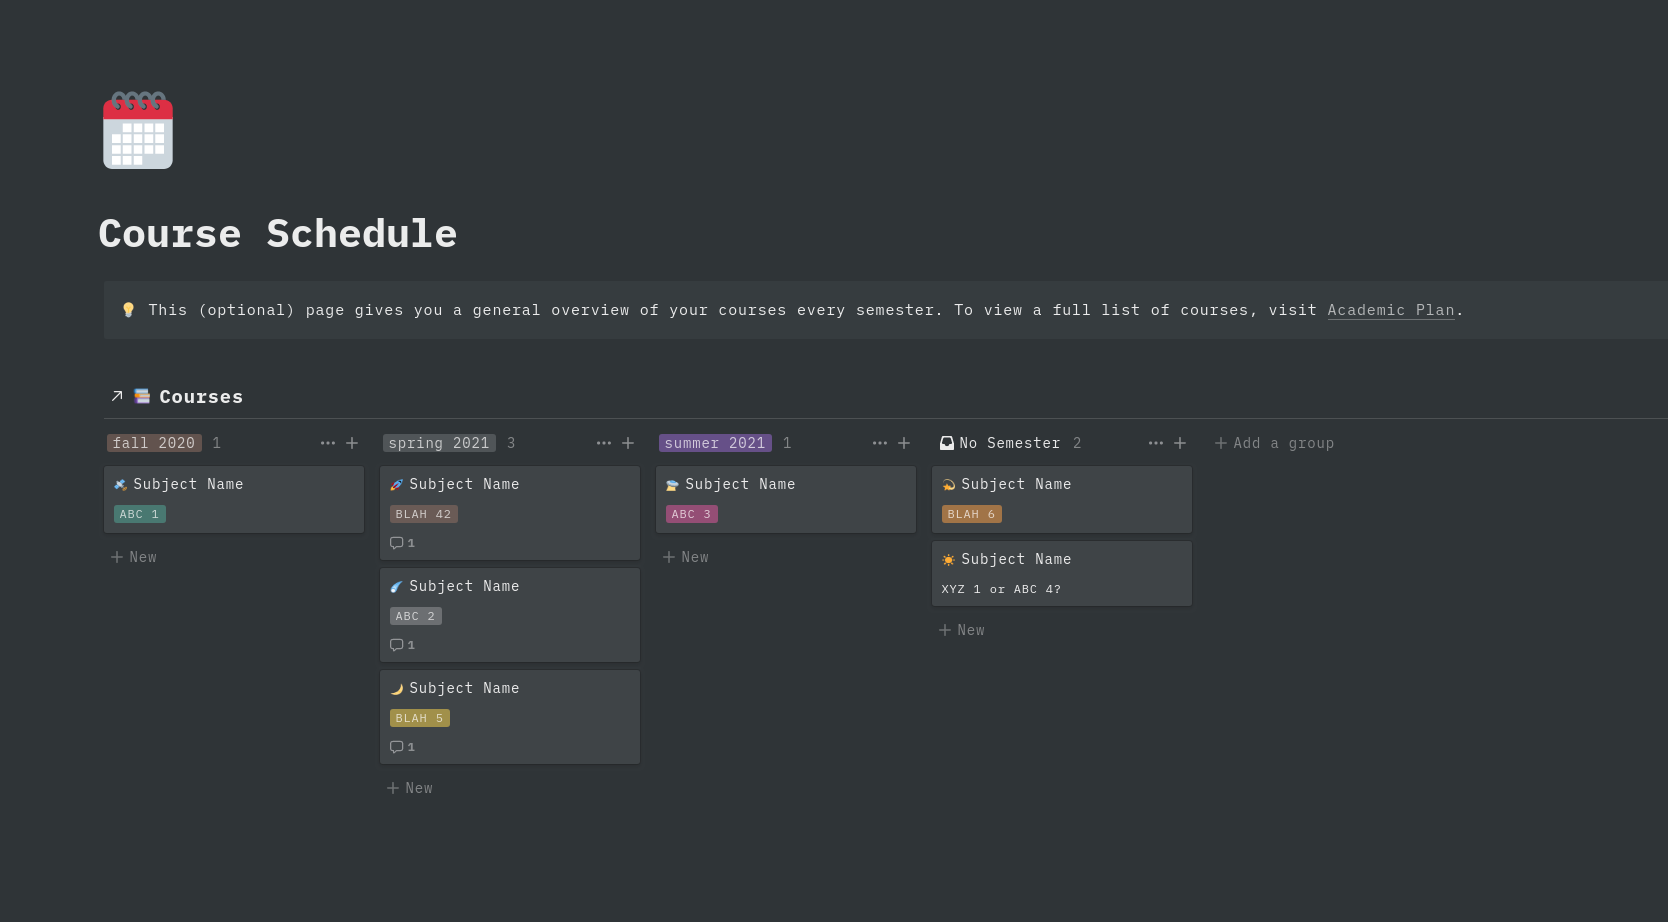 Course Schedule
This (optional) page gives you a general overview of your courses every semester. To view a full list of courses, visit Academic Plan.
Courses
fall 2020 1
Subject Name
ABC 1
New
spring 2021 3
Subject Name
BLAH 42
1
Subject Name
ABC 2
1
Subject Name
BLAH 5
1
New
summer 2021 1
Subject Name
ABC 3
New
No Semester 2
Subject Name
BLAH 6
Subject Name
XYZ 1 or ABC 4?
New
Add a group